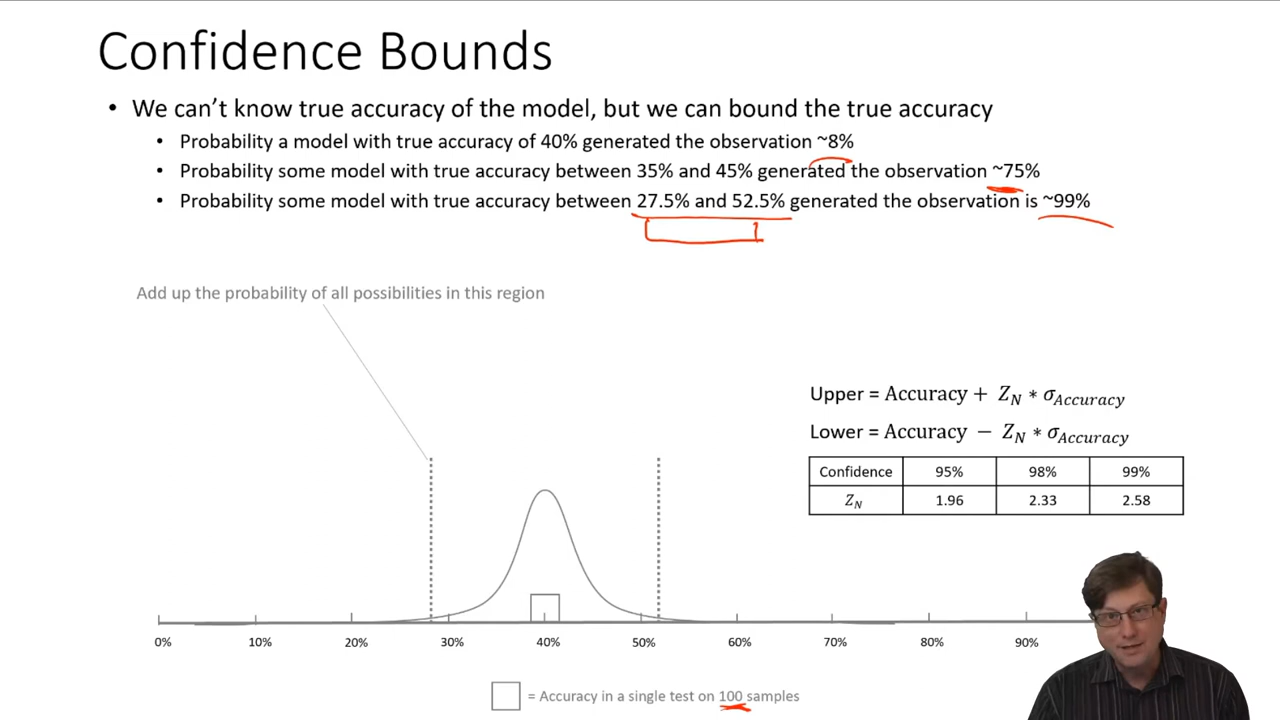 Confidence Bounds
• We can't know true accuracy of the model, but we can bound the true accuracy
• Probability a model with true accuracy of 40% generated the observation ~8%
• Probability some model with true accuracy between 35% and 45% generated the observation ~75%
• Probability some model with true accuracy between 27.5% and 52.5% generated the observation is ~99%
Add up the probability of all possibilities in this region
Upper = Accuracy + Z_N * σ_Accuracy
Lower = Accuracy − Z_N * σ_Accuracy
Confidence 95% 98% 99%
Z_N 1.96 2.33 2.58
0% 10% 20% 30% 40% 50% 60% 70% 80% 90%
= Accuracy in a single test on 100 samples